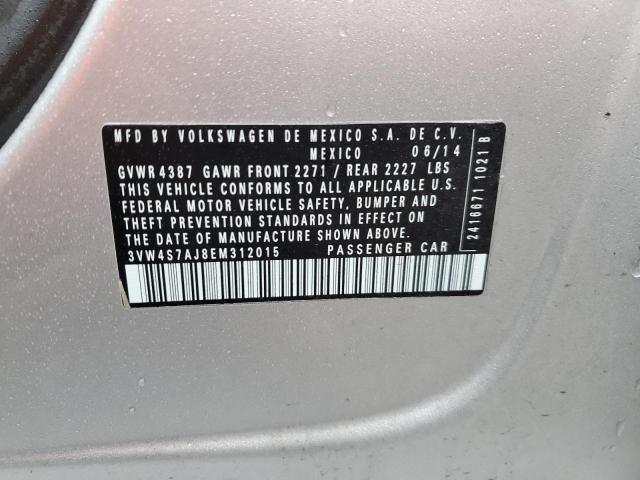 MFD BY VOLKSWAGEN DE MEXICO S.A. DE C.V.
MEXICO 06/14
GVWR 4387 GAWR FRONT 2271 / REAR 2227 LBS
THIS VEHICLE CONFORMS TO ALL APPLICABLE U.S.
FEDERAL MOTOR VEHICLE SAFETY, BUMPER AND
THEFT PREVENTION STANDARDS IN EFFECT ON
THE DATE OF MANUFACTURE SHOWN ABOVE.
3VW4S7AJ8EM312015 PASSENGER CAR
2416671 1021 B